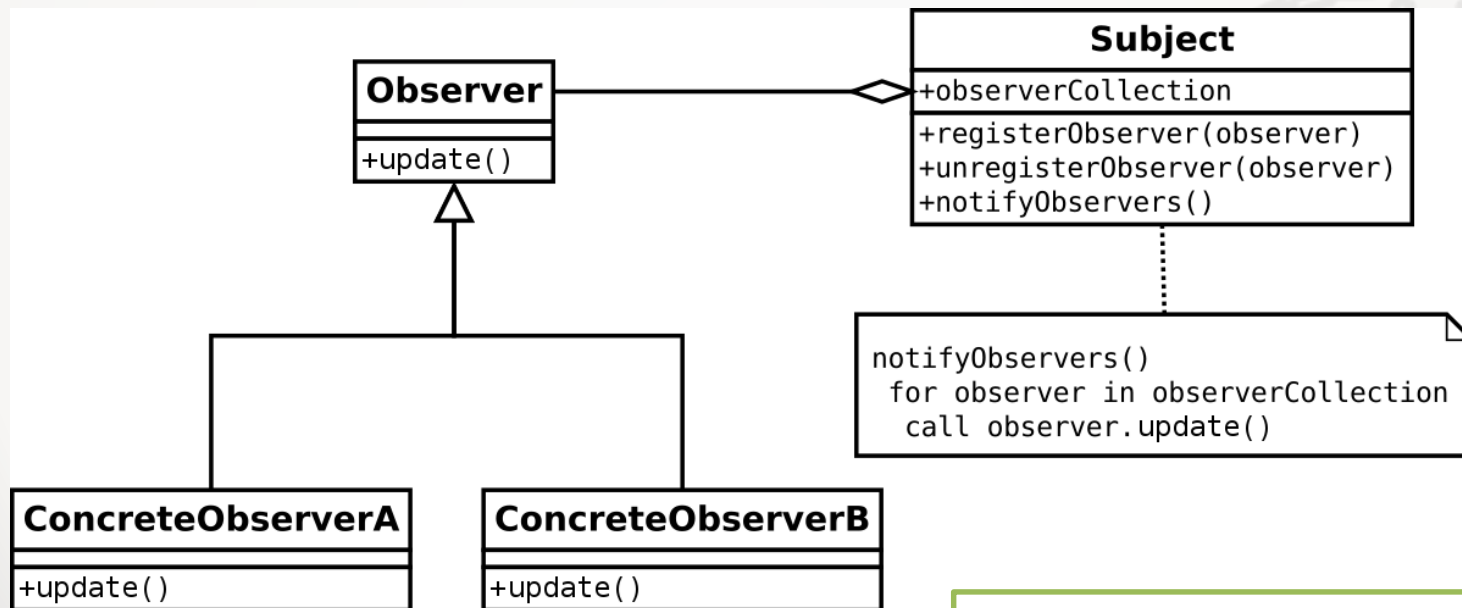 Observer
+update()
Subject
+observerCollection
+registerObserver(observer)
+unregisterObserver(observer)
+notifyObservers()
notifyObservers()
for observer in observerCollection
call observer.update()
ConcreteObserverA
+update()
ConcreteObserverB
+update()